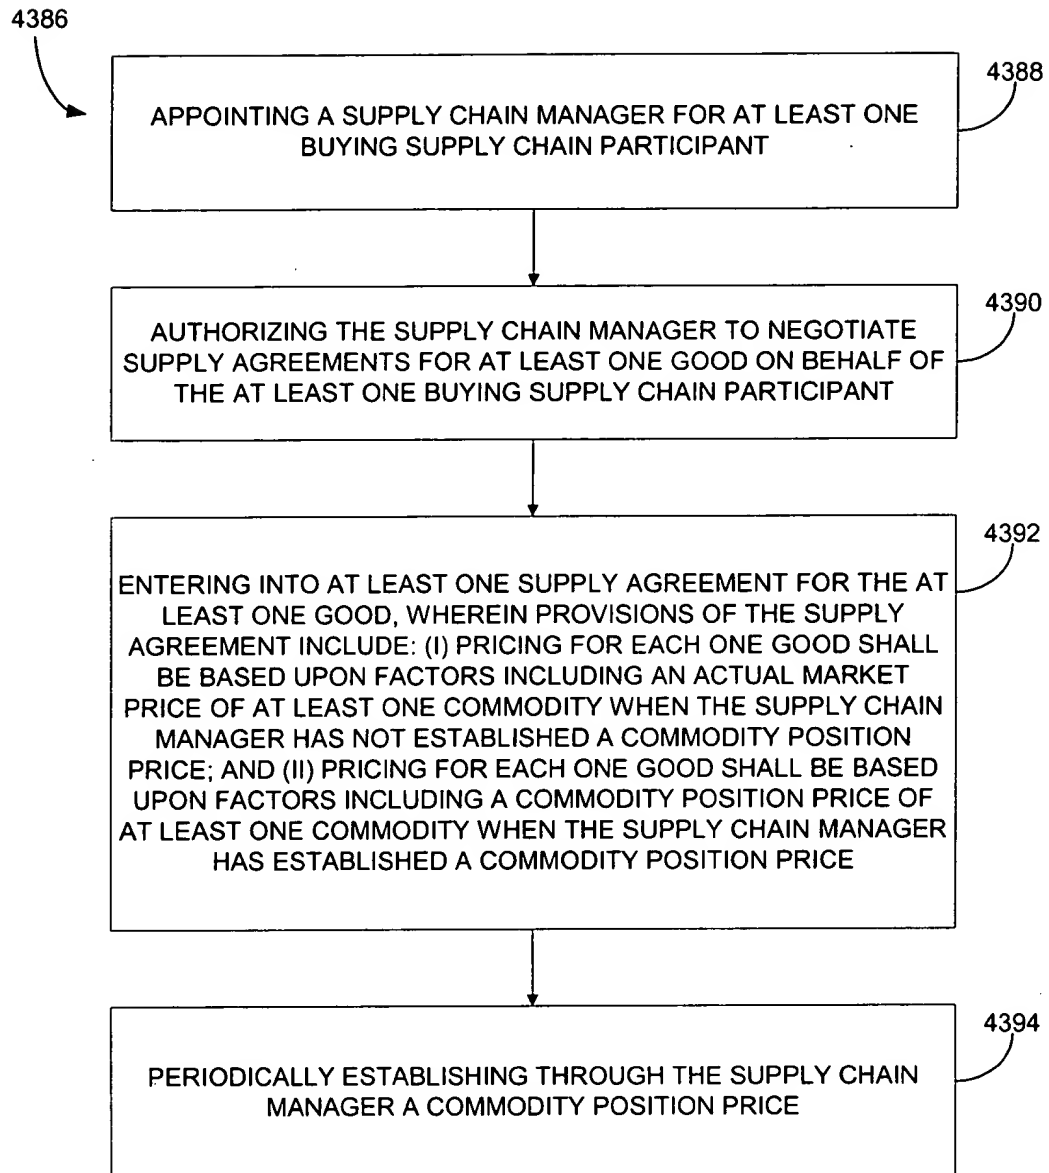 4386
4388
APPOINTING A SUPPLY CHAIN MANAGER FOR AT LEAST ONE
BUYING SUPPLY CHAIN PARTICIPANT
4390
AUTHORIZING THE SUPPLY CHAIN MANAGER TO NEGOTIATE
SUPPLY AGREEMENTS FOR AT LEAST ONE GOOD ON BEHALF OF
THE AT LEAST ONE BUYING SUPPLY CHAIN PARTICIPANT
4392
ENTERING INTO AT LEAST ONE SUPPLY AGREEMENT FOR THE AT
LEAST ONE GOOD, WHEREIN PROVISIONS OF THE SUPPLY
AGREEMENT INCLUDE: (I) PRICING FOR EACH ONE GOOD SHALL
BE BASED UPON FACTORS INCLUDING AN ACTUAL MARKET
PRICE OF AT LEAST ONE COMMODITY WHEN THE SUPPLY CHAIN
MANAGER HAS NOT ESTABLISHED A COMMODITY POSITION
PRICE; AND (II) PRICING FOR EACH ONE GOOD SHALL BE BASED
UPON FACTORS INCLUDING A COMMODITY POSITION PRICE OF
AT LEAST ONE COMMODITY WHEN THE SUPPLY CHAIN MANAGER
HAS ESTABLISHED A COMMODITY POSITION PRICE
4394
PERIODICALLY ESTABLISHING THROUGH THE SUPPLY CHAIN
MANAGER A COMMODITY POSITION PRICE